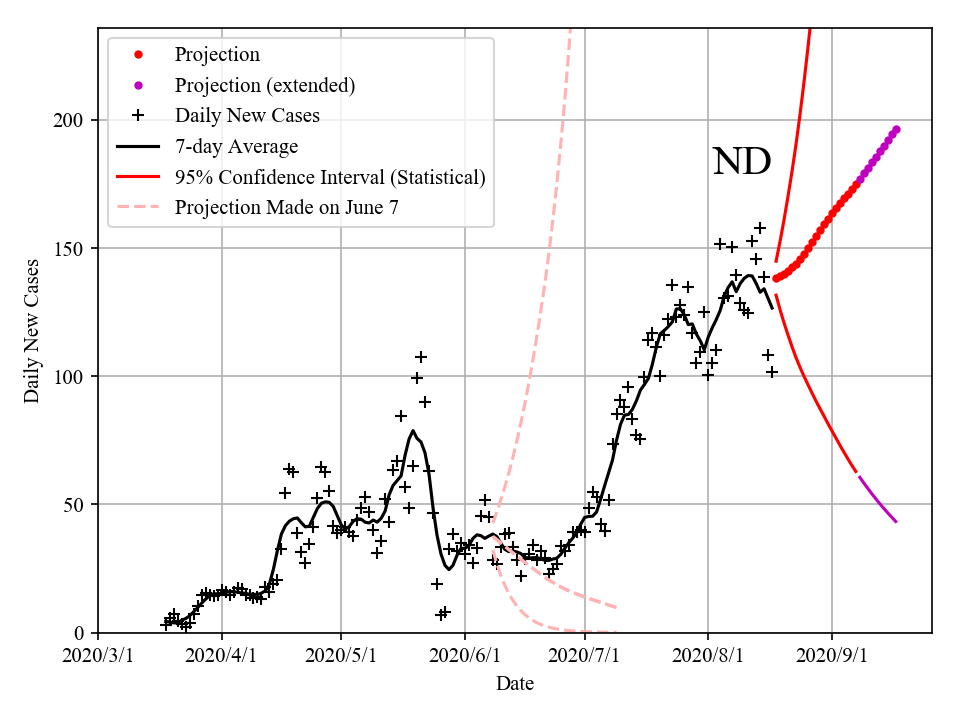 Projection
Projection (extended)
Daily New Cases
7-day Average
95% Confidence Interval (Statistical)
Projection Made on June 7
ND
200
150
100
50
0
Daily New Cases
2020/3/1 2020/4/1 2020/5/1 2020/6/1 2020/7/1 2020/8/1 2020/9/1
Date